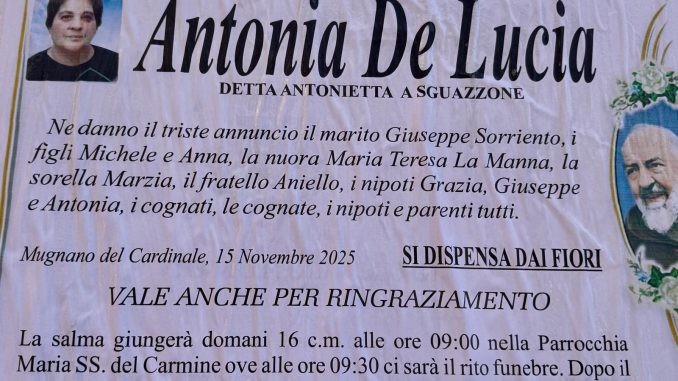 Antonia De Lucia
DETTA ANTONIETTA A SGUAZZONE
Ne danno il triste annuncio il marito Giuseppe Sorriento, i
figli Michele e Anna, la nuora Maria Teresa La Manna, la
sorella Marzia, il fratello Aniello, i nipoti Grazia, Giuseppe
e Antonia, i cognati, le cognate, i nipoti e parenti tutti.
Mugnano del Cardinale, 15 Novembre 2025 SI DISPENSA DAI FIORI
VALE ANCHE PER RINGRAZIAMENTO
La salma giungerà domani 16 c.m. alle ore 09:00 nella Parrocchia
Maria SS. del Carmine ove alle ore 09:30 ci sarà il rito funebre. Dopo il